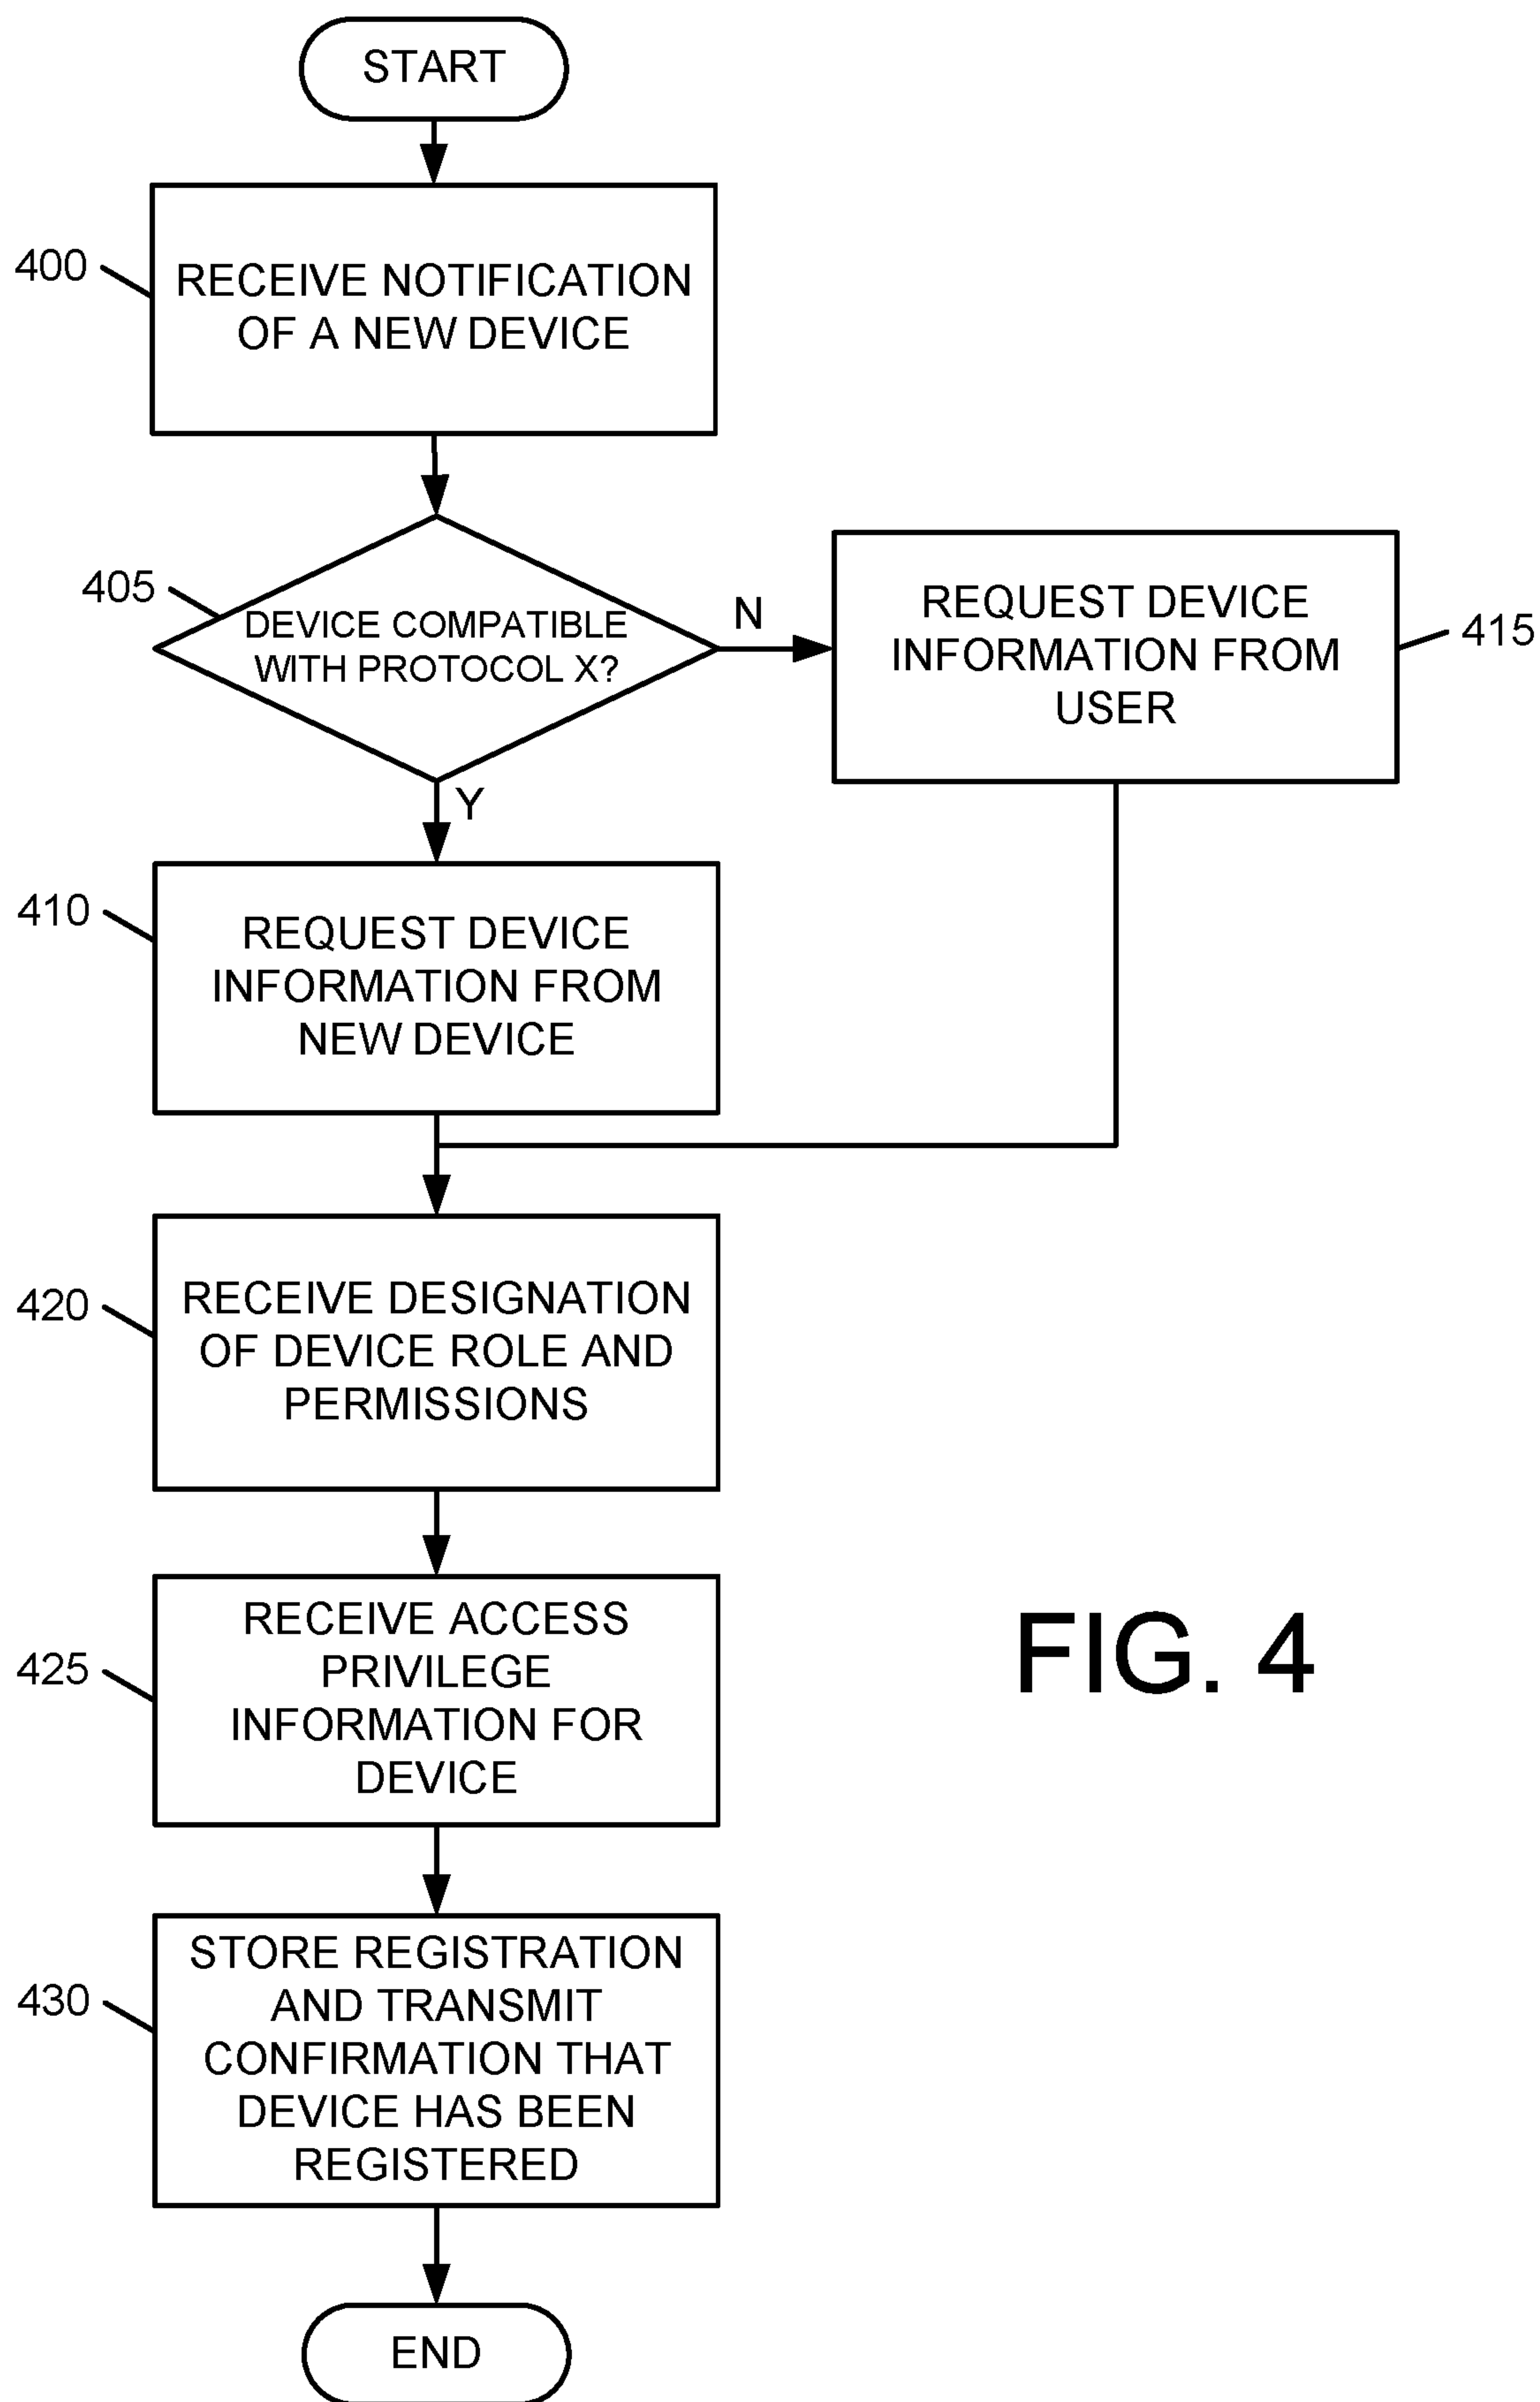 START
400
RECEIVE NOTIFICATION
OF A NEW DEVICE
405
DEVICE COMPATIBLE
WITH PROTOCOL X?
N
REQUEST DEVICE
INFORMATION FROM
USER
415
Y
410
REQUEST DEVICE
INFORMATION FROM
NEW DEVICE
420
RECEIVE DESIGNATION
OF DEVICE ROLE AND
PERMISSIONS
425
RECEIVE ACCESS
PRIVILEGE
INFORMATION FOR
DEVICE
FIG. 4
430
STORE REGISTRATION
AND TRANSMIT
CONFIRMATION THAT
DEVICE HAS BEEN
REGISTERED
END